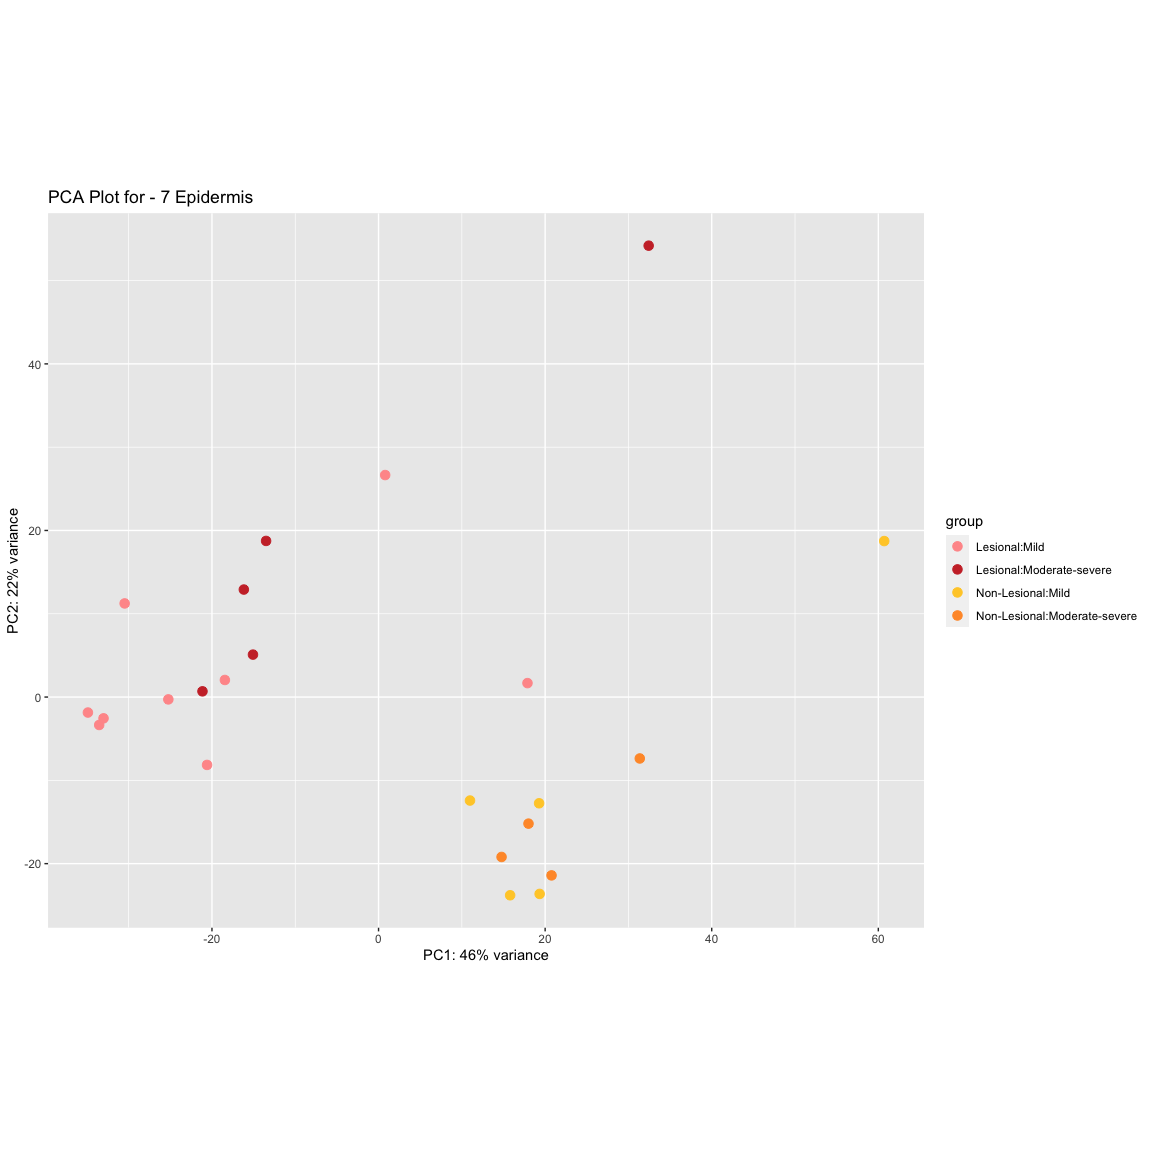 PCA Plot for - 7 Epidermis
PC2: 22% variance
40
20
0
-20
-20
0
20
40
60
PC1: 46% variance
group
Lesional:Mild
Lesional:Moderate-severe
Non-Lesional:Mild
Non-Lesional:Moderate-severe